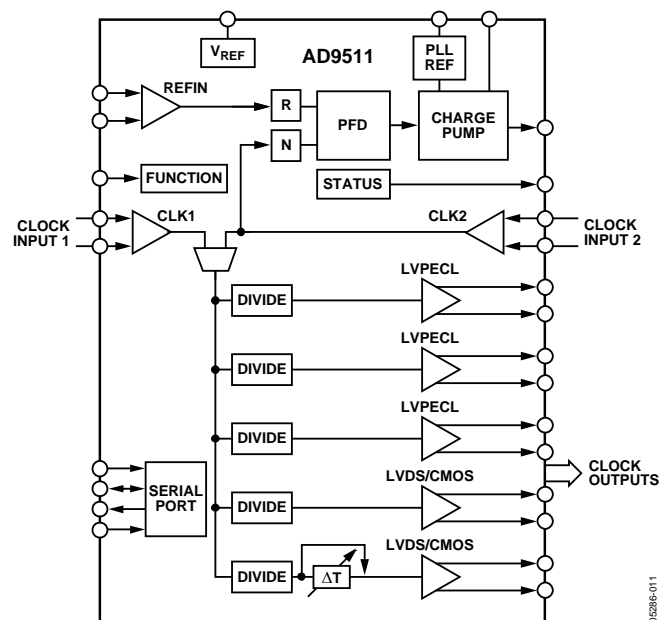 VREF
AD9511
PLL
REF
REFIN
R
PFD
CHARGE
PUMP
N
FUNCTION
STATUS
CLOCK
INPUT 1
CLK1
CLK2
CLOCK
INPUT 2
LVPECL
DIVIDE
LVPECL
DIVIDE
LVPECL
DIVIDE
CLOCK
OUTPUTS
SERIAL
PORT
LVDS/CMOS
DIVIDE
LVDS/CMOS
DIVIDE
ΔT
05286-011